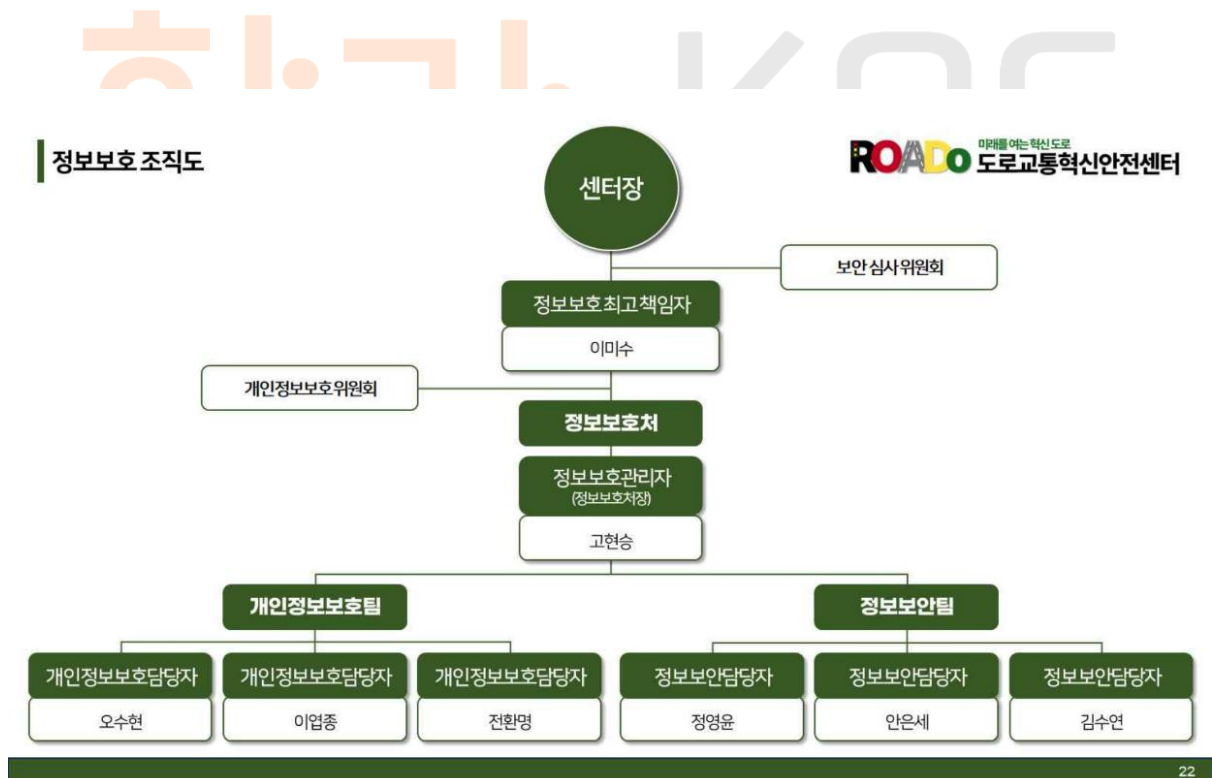 정보보호 조직도
ROADo
미래를 여는 혁신 도로
도로교통혁신안전센터
센터장
보안 심사 위원회
정보보호 최고 책임자
이미수
개인정보보호 위원회
정보보호처
정보보호관리자
(정보보호처장)
고현승
개인정보보호팀
정보보안팀
개인정보보호담당자 개인정보보호담당자 개인정보보호담당자 정보보안담당자 정보보안담당자 정보보안담당자
오수현 이엽종 전환명 정영윤 안은세 김수연
22